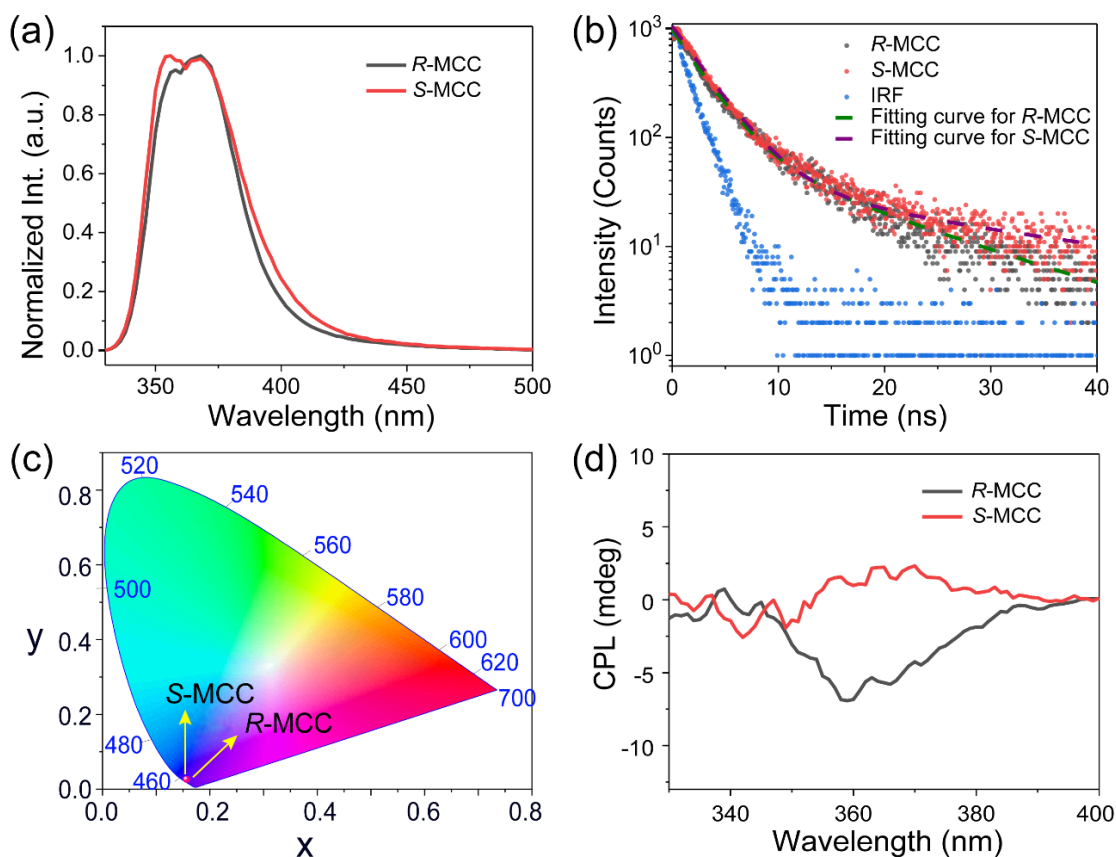 (a)
Normalized Int. (a.u.)
1.0
0.8
0.6
0.4
0.2
0.0
R-MCC
S-MCC
350
400
450
500
Wavelength (nm)
(b)
Intensity (Counts)
10³
10²
10¹
10⁰
R-MCC
S-MCC
IRF
Fitting curve for R-MCC
Fitting curve for S-MCC
0
10
20
30
40
Time (ns)
(c)
y
0.8
0.6
0.4
0.2
0.0
520
540
560
500
580
600
620
700
S-MCC
R-MCC
480
460
0.0
0.2
0.4
0.6
0.8
x
(d)
CPL (mdeg)
10
5
0
-5
-10
R-MCC
S-MCC
340
360
380
400
Wavelength (nm)